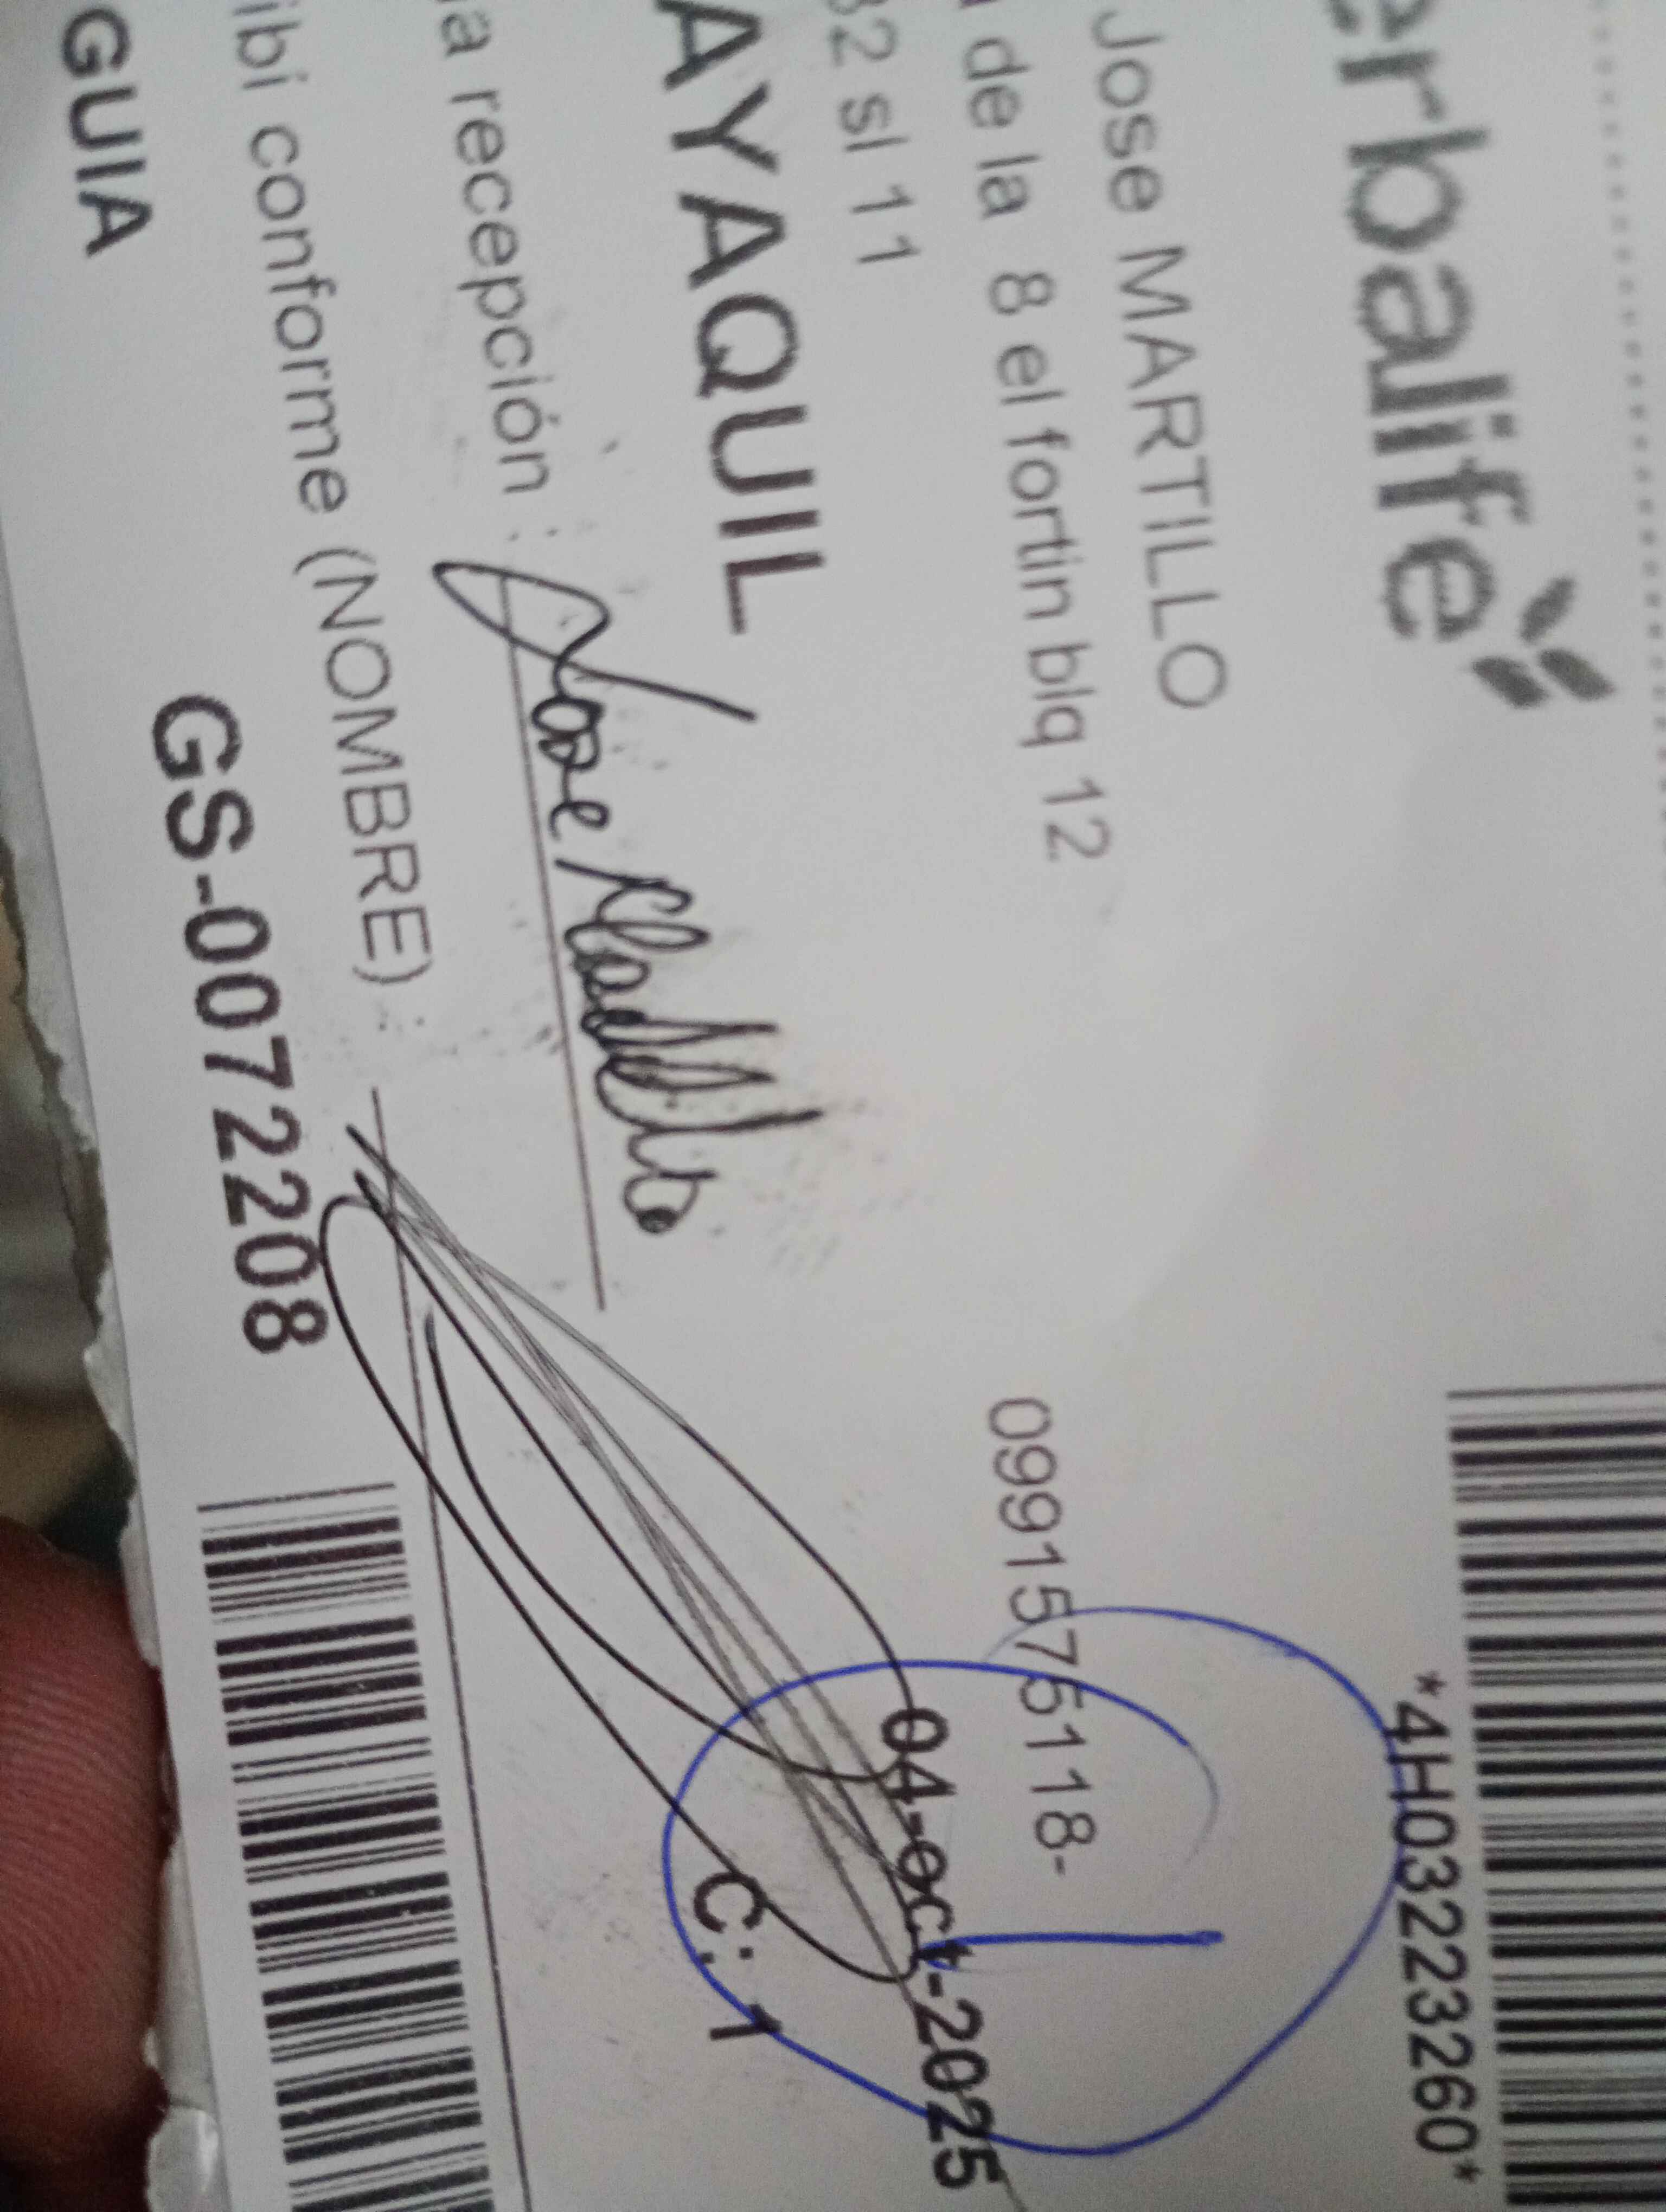 erbalife
*4H03223260*
Jose MARTILLO
de la 8 el fortin blq 12
0991575118-
32 sl 11
04-oct-2025
AYAQUIL
C: 1
a recepción :
Jose Martillo
ibi conforme (NOMBRE) :
GUIA
GS-0072208